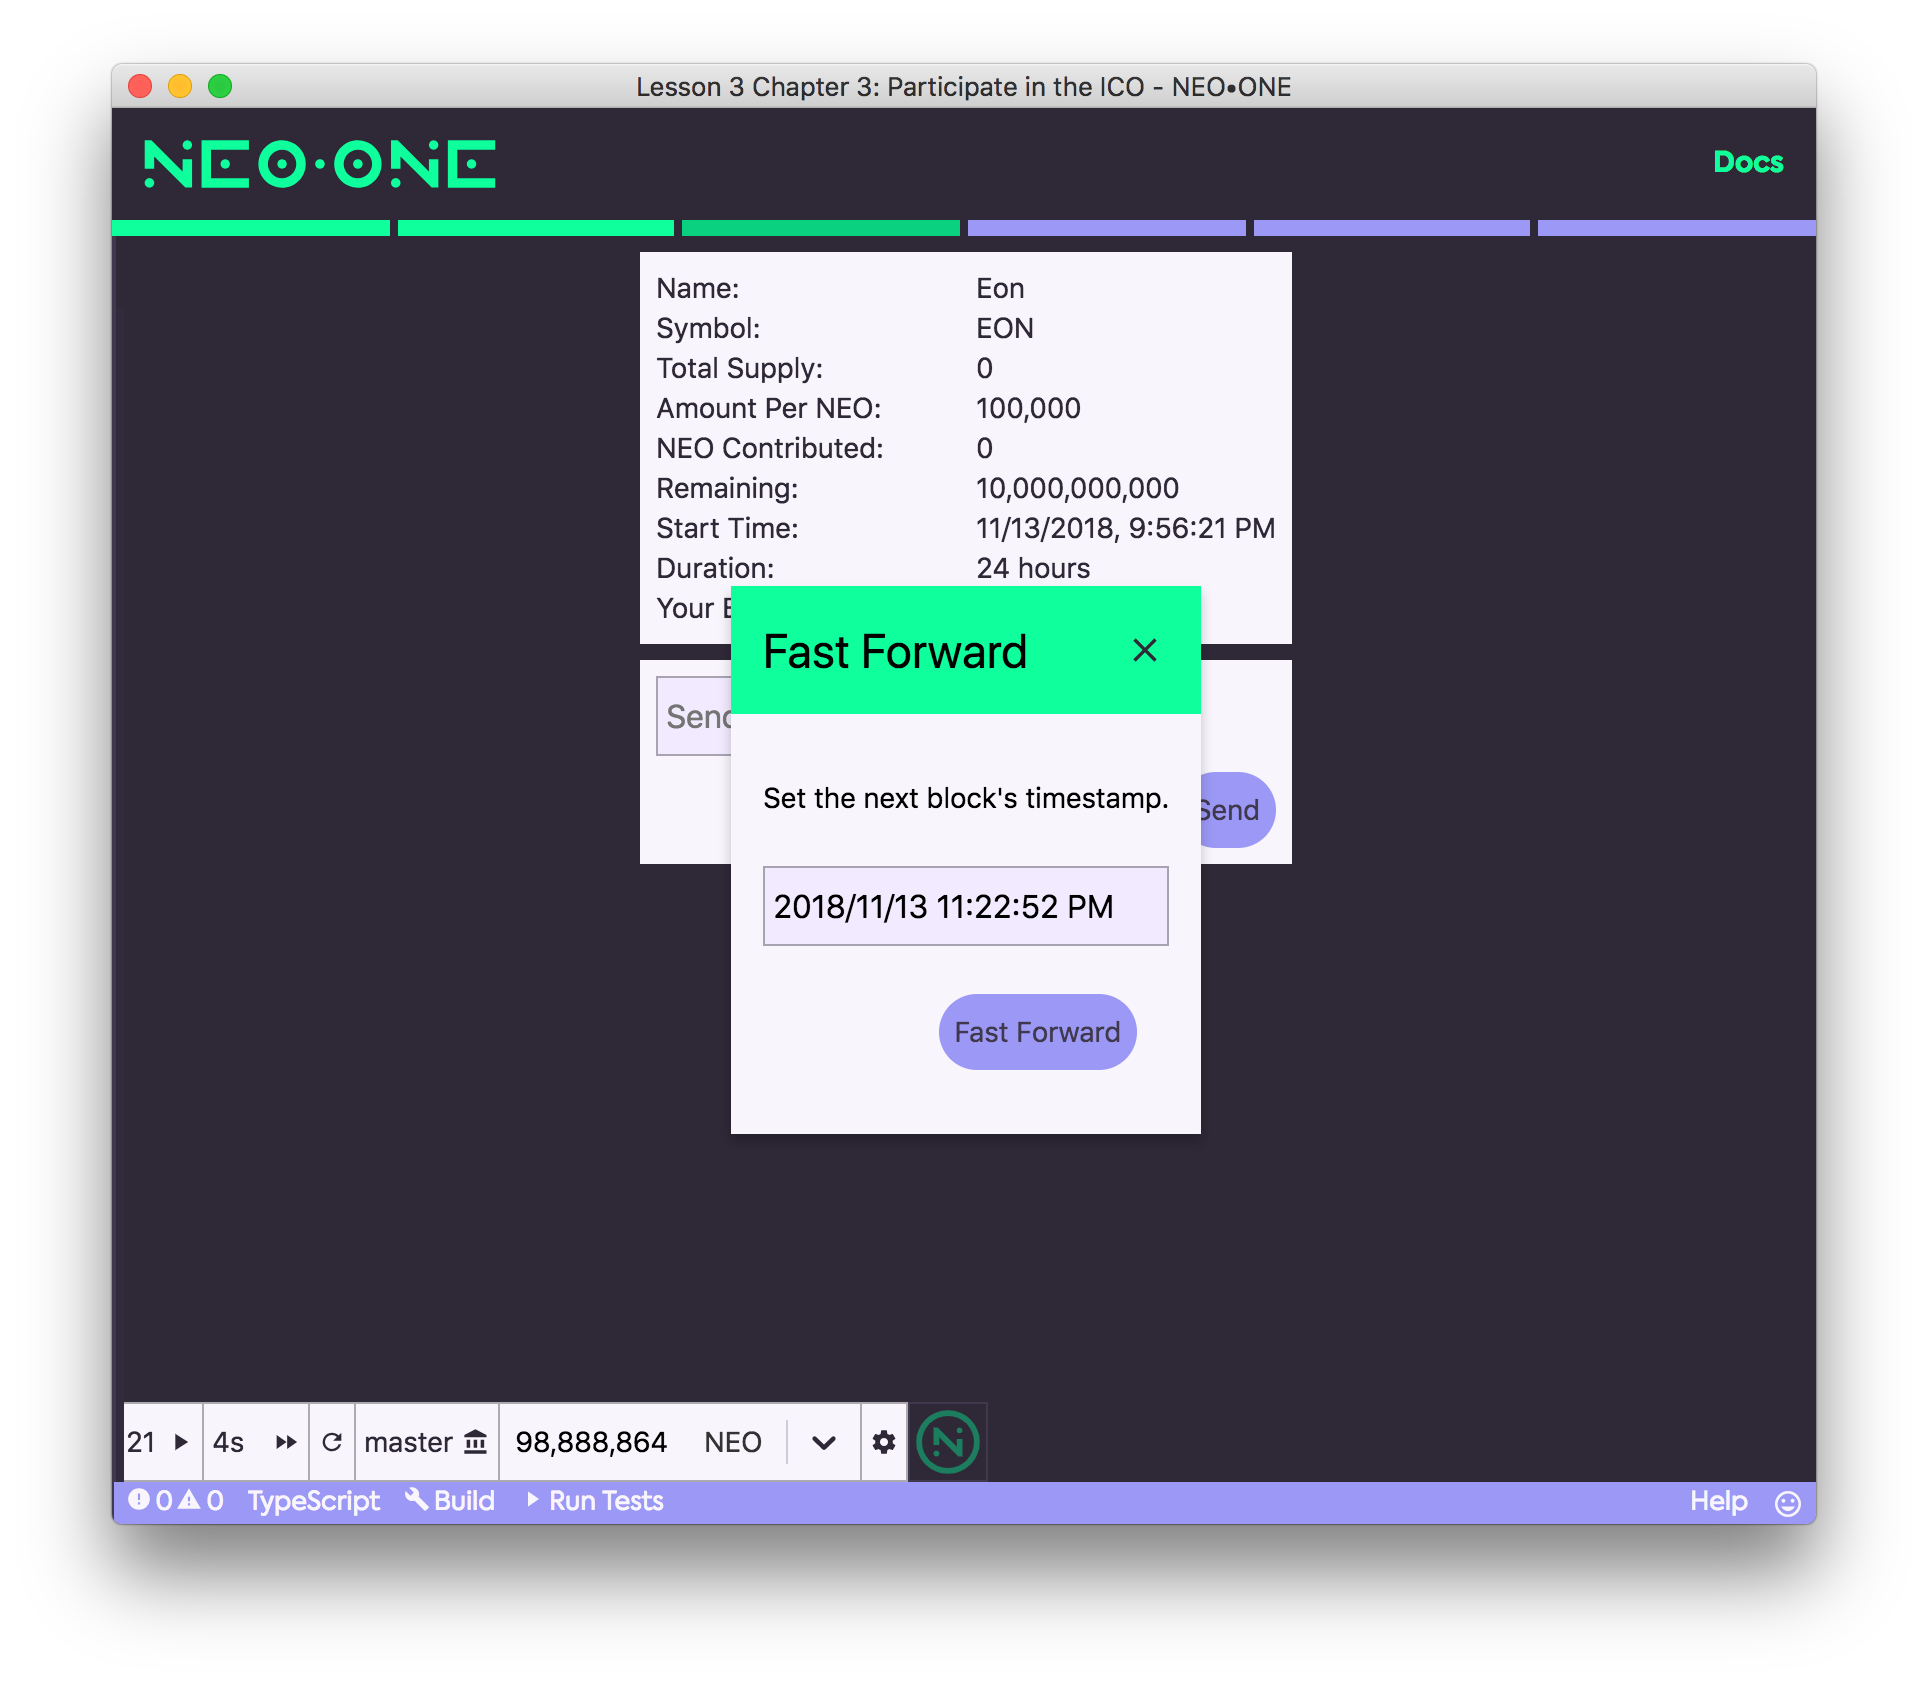 Lesson 3 Chapter 3: Participate in the ICO - NEO•ONE
NEO·ONE
Docs
Name: Eon
Symbol: EON
Total Supply: 0
Amount Per NEO: 100,000
NEO Contributed: 0
Remaining: 10,000,000,000
Start Time: 11/13/2018, 9:56:21 PM
Duration: 24 hours
Your
Fast Forward
Send
Set the next block's timestamp.
Send
2018/11/13 11:22:52 PM
Fast Forward
21 4s master 98,888,864 NEO
0 0 TypeScript Build Run Tests Help